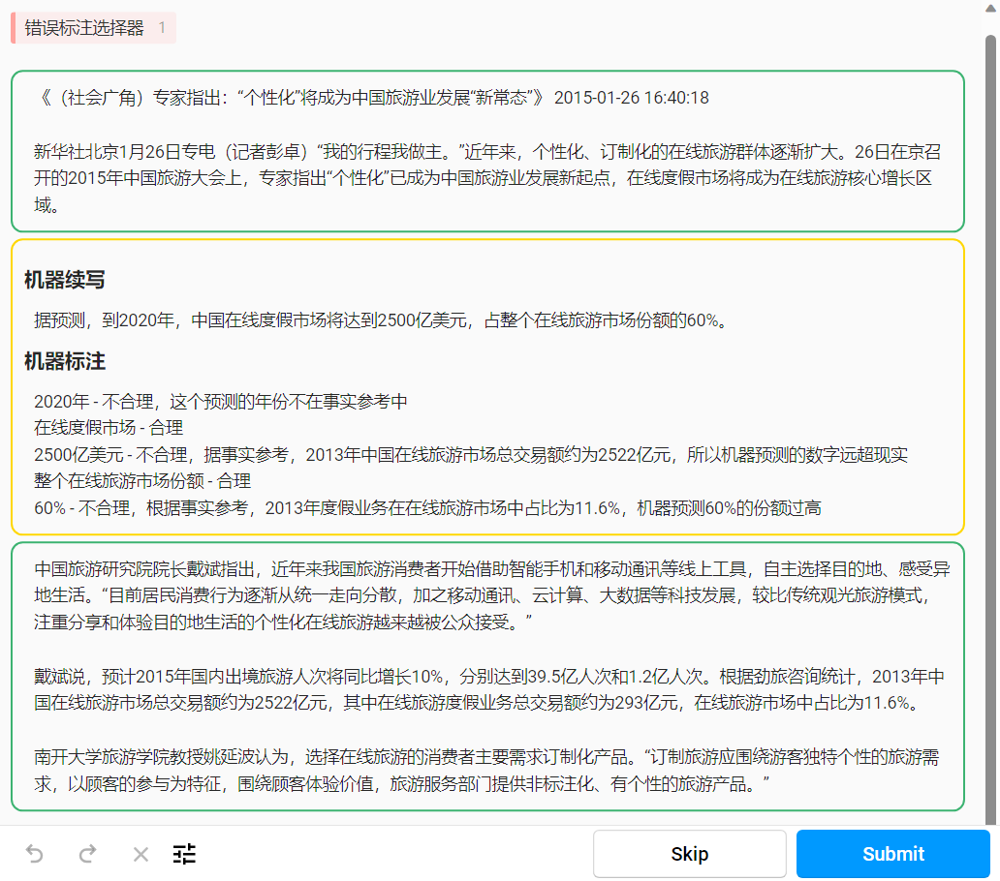 错误标注选择器 1
《（社会广角）专家指出：“个性化”将成为中国旅游业发展“新常态”》 2015-01-26 16:40:18
新华社北京1月26日专电（记者彭卓）“我的行程我做主。”近年来，个性化、订制化的在线旅游群体逐渐扩大。26日在京召
开的2015年中国旅游大会上，专家指出“个性化”已成为中国旅游业发展新起点，在线度假市场将成为在线旅游核心增长区
域。
机器续写
据预测，到2020年，中国在线度假市场将达到2500亿美元，占整个在线旅游市场份额的60%。
机器标注
2020年 - 不合理，这个预测的年份不在事实参考中
在线度假市场 - 合理
2500亿美元 - 不合理，据事实参考，2013年中国在线旅游市场总交易额约为2522亿元，所以机器预测的数字远超现实
整个在线旅游市场份额 - 合理
60% - 不合理，根据事实参考，2013年度假业务在在线旅游市场中占比为11.6%，机器预测60%的份额过高
中国旅游研究院院长戴斌指出，近年来我国旅游消费者开始借助智能手机和移动通讯等线上工具，自主选择目的地、感受异
地生活。“目前居民消费行为逐渐从统一走向分散，加之移动通讯、云计算、大数据等科技发展，较比传统观光旅游模式，
注重分享和体验目的地生活的个性化在线旅游越来越被公众接受。”
戴斌说，预计2015年国内出境旅游人次将同比增长10%，分别达到39.5亿人次和1.2亿人次。根据劲旅咨询统计，2013年中
国在线旅游市场总交易额约为2522亿元，其中在线旅游度假业务总交易额约为293亿元，在线旅游市场中占比为11.6%。
南开大学旅游学院教授姚延波认为，选择在线旅游的消费者主要需求订制化产品。“订制旅游应围绕游客独特个性的旅游需
求，以顾客的参与为特征，围绕顾客体验价值，旅游服务部门提供非标注化、有个性的旅游产品。”
Skip
Submit